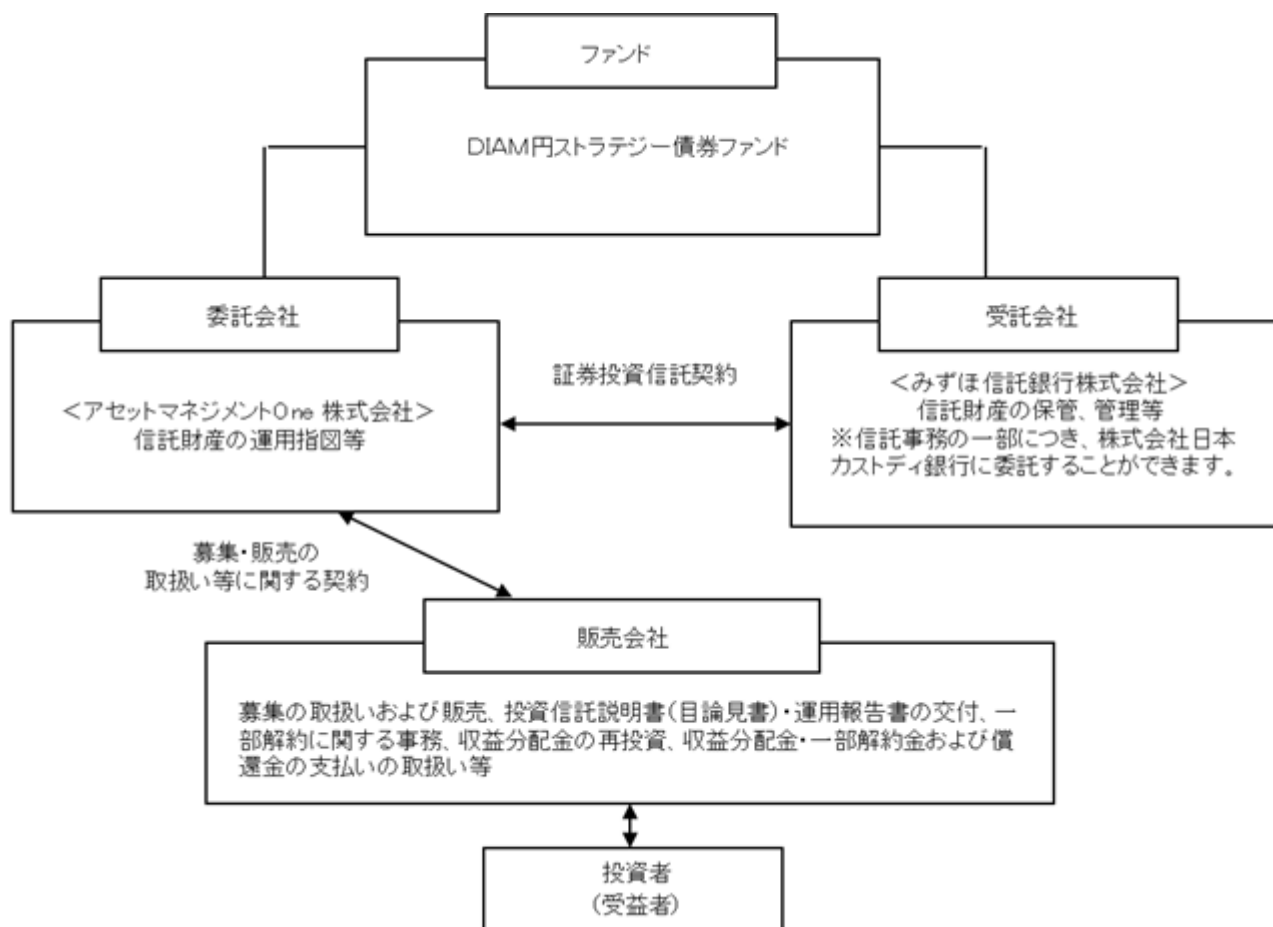 ファンド
DIAM円ストラテジー債券ファンド
委託会社
<アセットマネジメントOne 株式会社>
信託財産の運用指図等
証券投資信託契約
受託会社
<みずほ信託銀行株式会社>
信託財産の保管、管理等
※信託事務の一部につき、株式会社日本
カストディ銀行に委託することができます。
募集・販売の
取扱い等に関する契約
販売会社
募集の取扱いおよび販売、投資信託説明書(目論見書)・運用報告書の交付、一
部解約に関する事務、収益分配金の再投資、収益分配金・一部解約金および償
還金の支払いの取扱い等
投資者
(受益者)